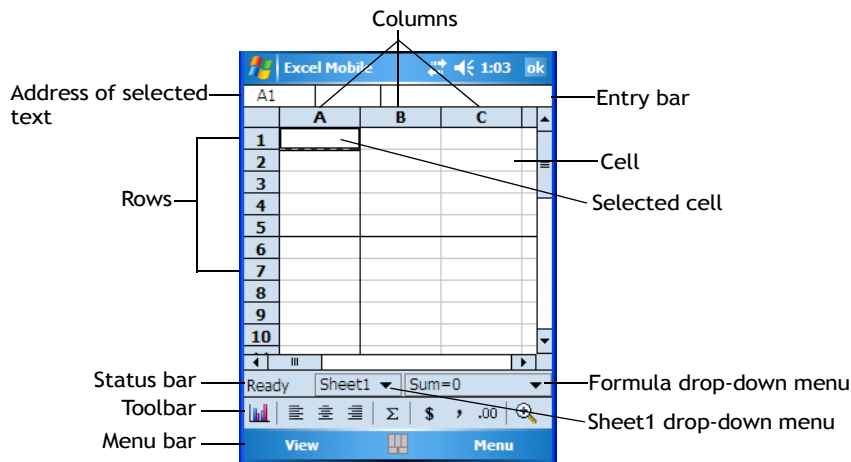 Columns
Excel Mobile 1:03 ok
Address of selected
text
A1
Entry bar
A B C
1
2
Cell
3
Rows
4
Selected cell
5
6
7
8
9
10
Status bar
Ready Sheet1 Sum=0
Formula drop-down menu
Toolbar
Σ $ , .00
Sheet1 drop-down menu
Menu bar
View Menu